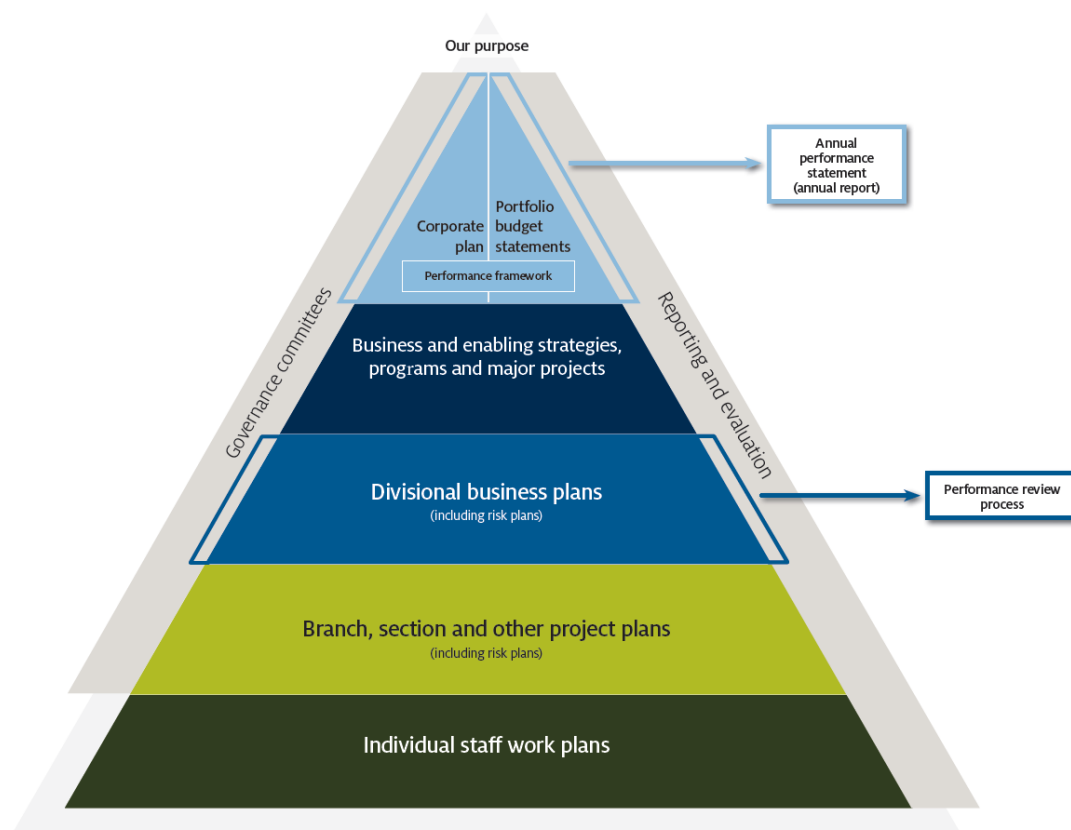 Our purpose
Annual
performance
statement
(annual report)
Corporate
plan
Portfolio
budget
statements
Performance framework
Governance committees
Reporting and evaluation
Business and enabling strategies,
programs and major projects
Divisional business plans
(including risk plans)
Performance review
process
Branch, section and other project plans
(including risk plans)
Individual staff work plans